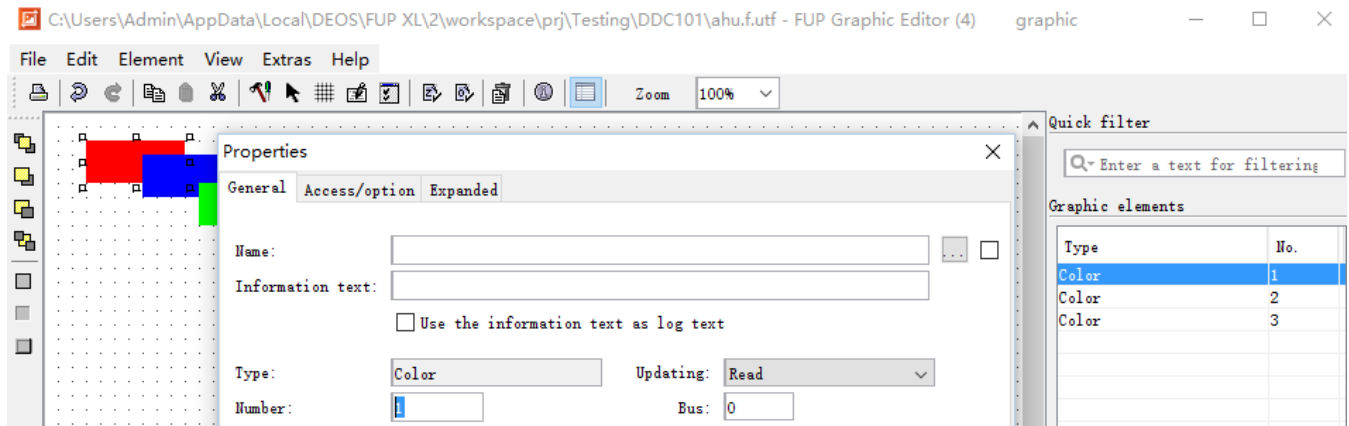 C:\Users\Admin\AppData\Local\DEOS\FUP XL\2\workspace\prj\Testing\DDC101\ahu.f.utf - FUP Graphic Editor (4) graphic
File Edit Element View Extras Help
Zoom 100%
Quick filter
Enter a text for filtering
Graphic elements
Type No.
Color 1
Color 2
Color 3
Properties
General Access/option Expanded
Name: ...
Information text:
Use the information text as log text
Type: Color Updating: Read
Number: 1 Bus: 0